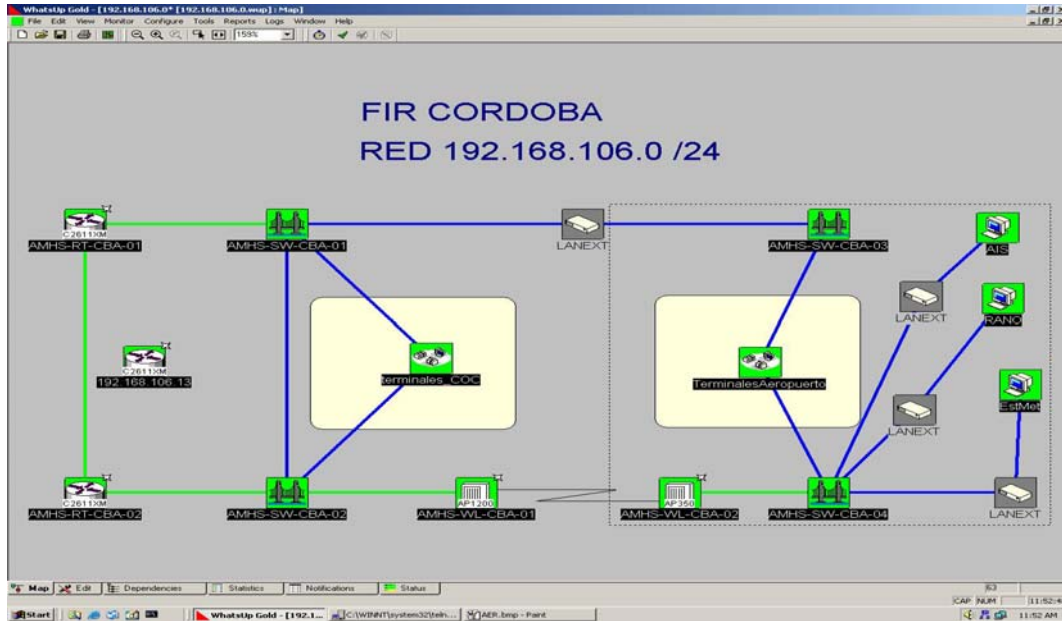 WhatsUp Gold - [192.168.106.0* [192.168.106.0.wup] : Map]
File Edit View Monitor Configure Tools Reports Logs Window Help
159%
FIR CORDOBA
RED 192.168.106.0 /24
C2611XM
AMHS-RT-CBA-01
AMHS-SW-CBA-01
LANEXT
AMHS-SW-CBA-03
AIS
LANEXT
RANO
C2611XM
192.168.106.13
terminales_COC
TerminalesAeropuerto
EstMet
LANEXT
C2611XM
AMHS-RT-CBA-02
AMHS-SW-CBA-02
AP1200
AMHS-WL-CBA-01
AP350
AMHS-WL-CBA-02
AMHS-SW-CBA-04
LANEXT
Map Edit Dependencies Statistics Notifications Status
CAP NUM
Start WhatsUp Gold - [192.1... C:\WINNT\system32\teln... AER.bmp - Paint 11:52 AM